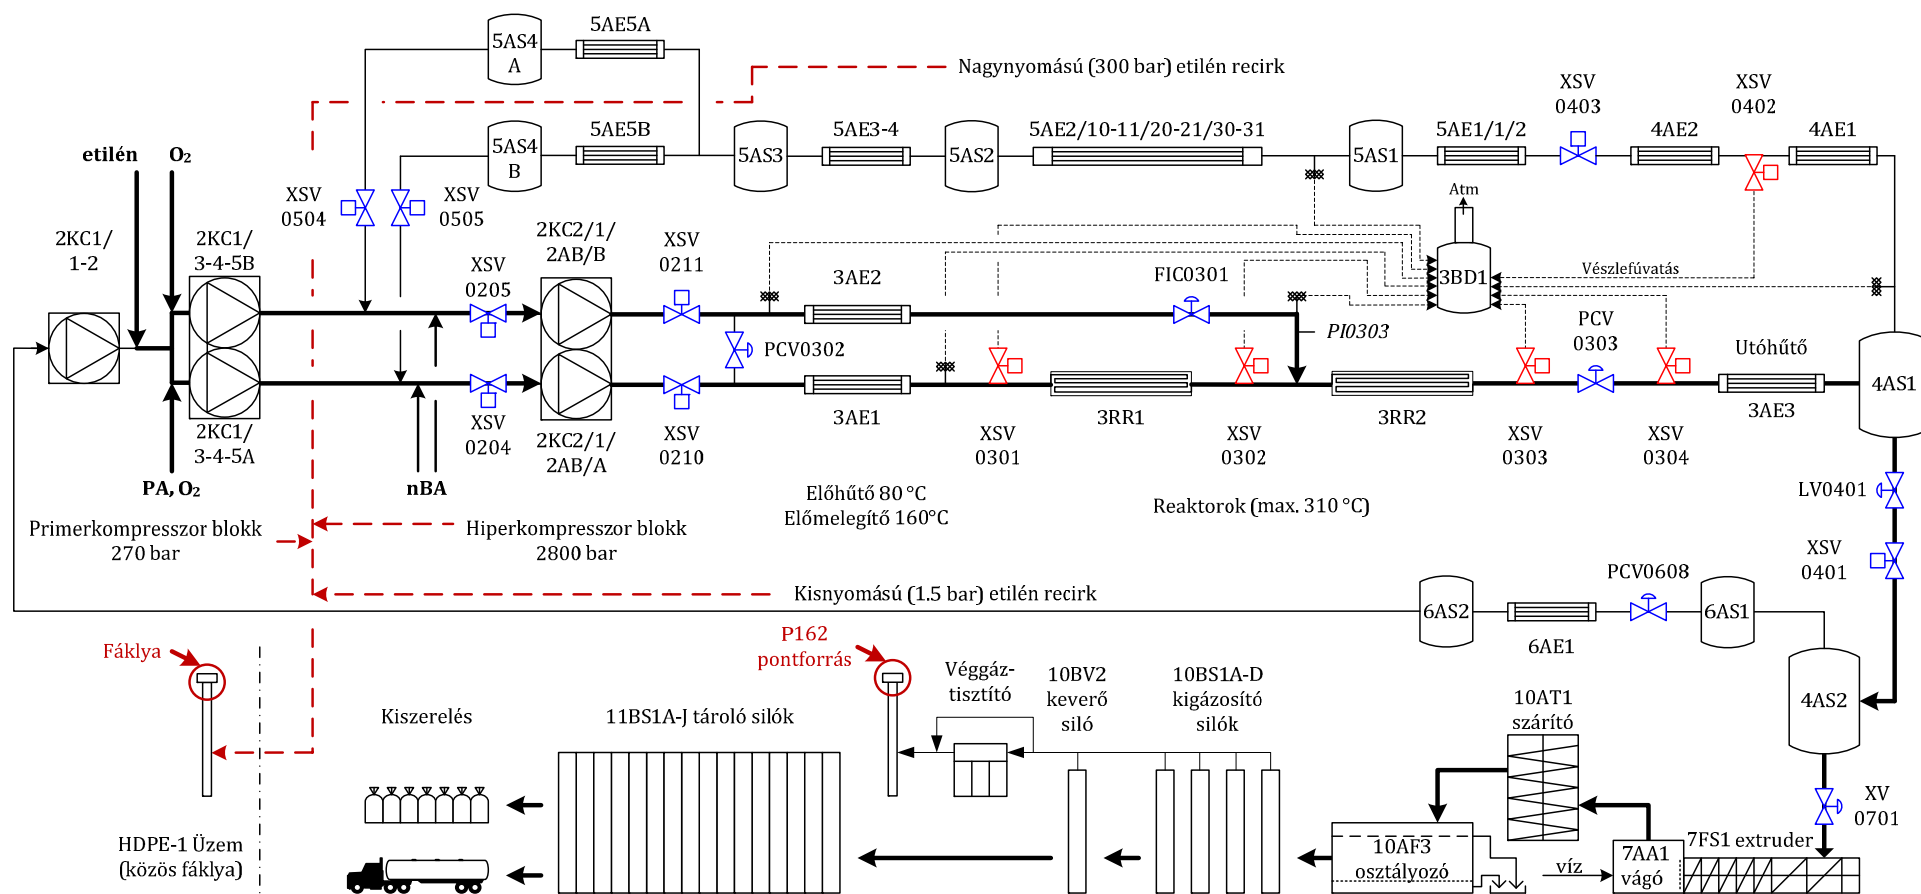 5AE5A
5AS4
A
Nagynyomású (300 bar) etilén recirk
XSV
0403
XSV
0402
5AE5B
5AS4
B
5AS3
5AE3-4
5AS2
5AE2/10-11/20-21/30-31
5AS1
5AE1/1/2
4AE2
4AE1
etilén
O₂
XSV
0504
XSV
0505
Atm
2KC1/
1-2
2KC1/
3-4-5B
XSV
0205
2KC2/1/
2AB/B
XSV
0211
3AE2
FIC0301
3BD1
Vészlefúvatás
PCV0302
PI0303
PCV
0303
Utóhűtő
4AS1
2KC1/
3-4-5A
XSV
0204
2KC2/1/
2AB/A
XSV
0210
3AE1
XSV
0301
3RR1
XSV
0302
3RR2
XSV
0303
XSV
0304
3AE3
PA, O₂
nBA
Előhűtő 80 °C
Előmelegítő 160°C
Reaktorok (max. 310 °C)
LV0401
Primerkompresszor blokk
270 bar
Hiperkompresszor blokk
2800 bar
XSV
0401
Kisnyomású (1.5 bar) etilén recirk
PCV0608
6AS2
6AE1
6AS1
Fáklya
P162
pontforrás
Véggáz-
tisztító
10BV2
keverő
siló
10BS1A-D
kigázosító
silók
10AT1
szárító
4AS2
Kiszerelés
11BS1A-J tároló silók
XV
0701
HDPE-1 Üzem
(közös fáklya)
10AF3
osztályozó
víz
7AA1
vágó
7FS1 extruder